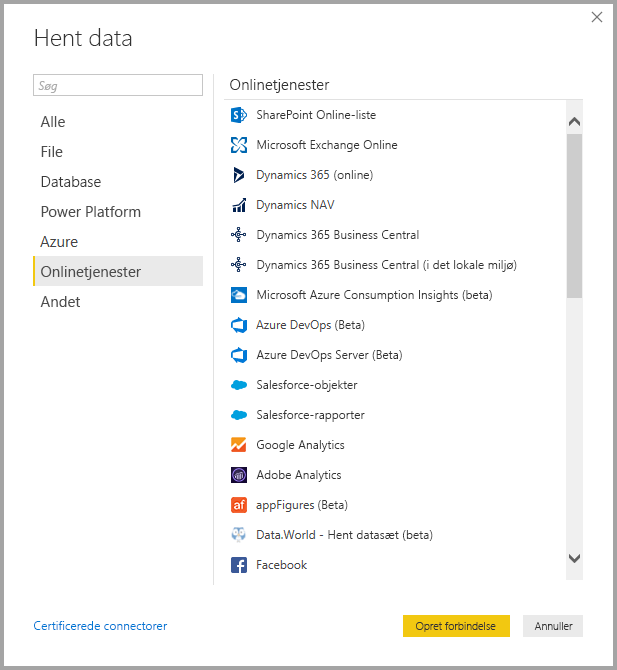 Hent data
Søg
Alle
File
Database
Power Platform
Azure
Onlinetjenester
Andet
Onlinetjenester
SharePoint Online-liste
Microsoft Exchange Online
Dynamics 365 (online)
Dynamics NAV
Dynamics 365 Business Central
Dynamics 365 Business Central (i det lokale miljø)
Microsoft Azure Consumption Insights (beta)
Azure DevOps (Beta)
Azure DevOps Server (Beta)
Salesforce-objekter
Salesforce-rapporter
Google Analytics
Adobe Analytics
af appFigures (Beta)
Data.World - Hent datasæt (beta)
Facebook
Certificerede connectorer
Opret forbindelse
Annuller